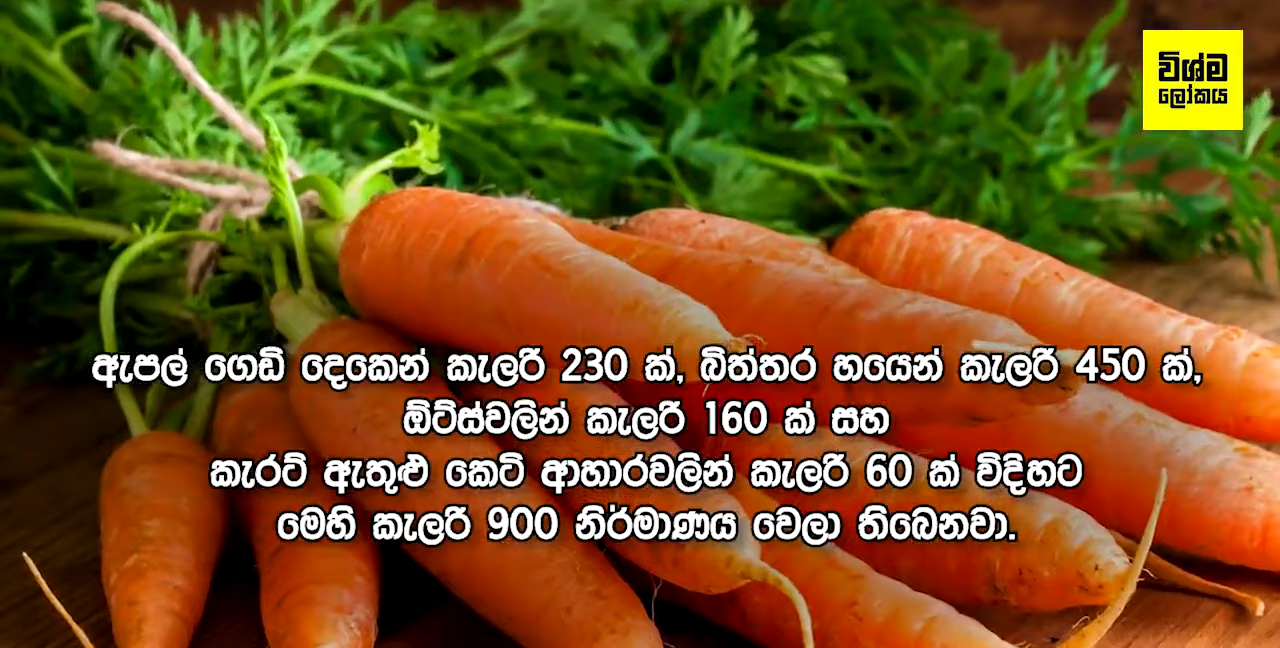 විශ්ම
ලෝකය
ඇපල් ගෙඩි දෙකෙන් කැලරි 230 ක්, බිත්තර හයෙන් කැලරි 450 ක්,
ඕට්ස්වලින් කැලරි 160 ක් සහ
කැරට් ඇතුළු කෙටි ආහාරවලින් කැලරි 60 ක් විදිහට
මෙහි කැලරි 900 නිර්මාණය වෙලා තිබෙනවා.